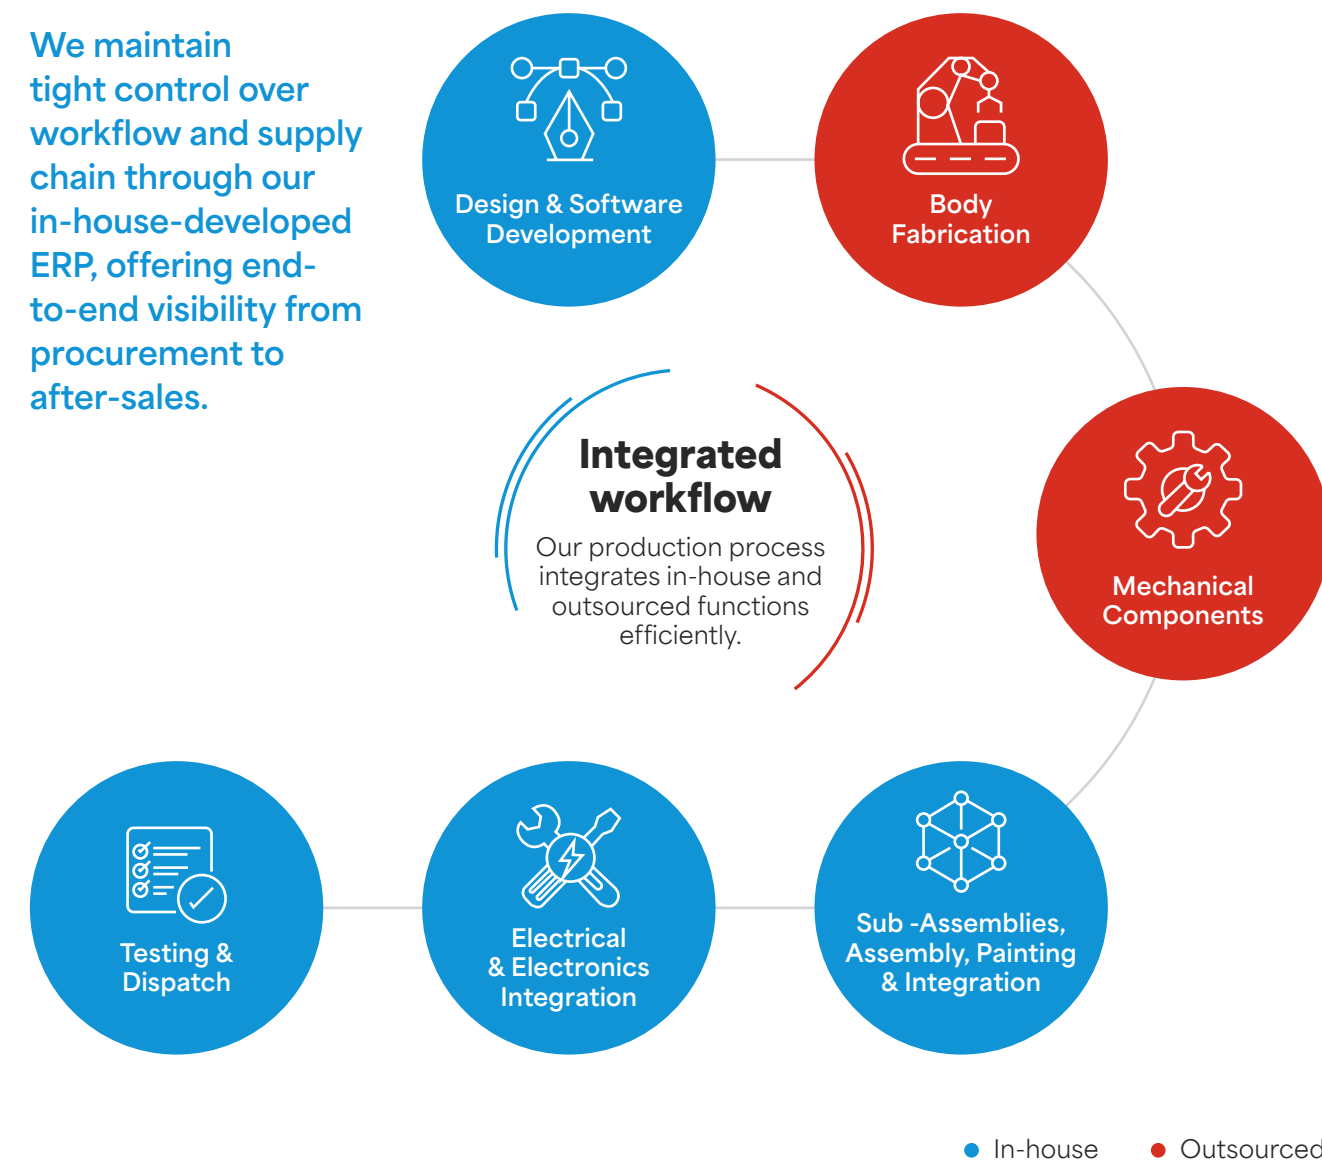 We maintain
tight control over
workflow and supply
chain through our
in-house-developed
ERP, offering end-
to-end visibility from
procurement to
after-sales.
Design & Software
Development
Body
Fabrication
Mechanical
Components
Integrated
workflow
Our production process
integrates in-house and
outsourced functions
efficiently.
Sub -Assemblies,
Assembly, Painting
& Integration
Electrical
& Electronics
Integration
Testing &
Dispatch
In-house
Outsourced